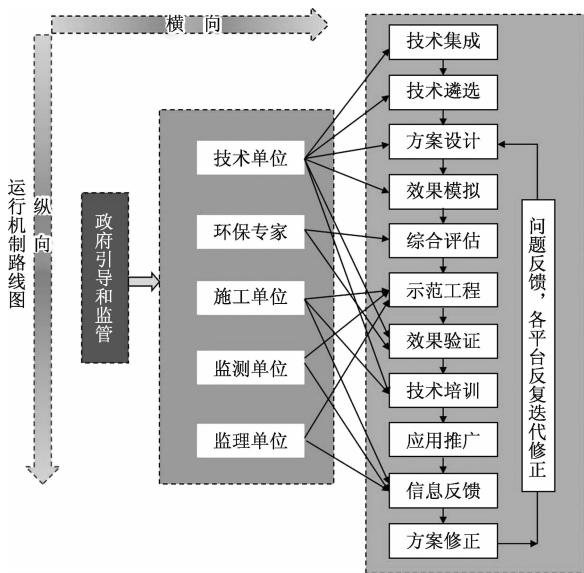 横向
运行机制路线图
纵向
政府引导和监管
技术单位
环保专家
施工单位
监测单位
监理单位
技术集成
技术遴选
方案设计
效果模拟
综合评估
示范工程
效果验证
技术培训
应用推广
信息反馈
方案修正
问题反馈，各平台反复迭代修正